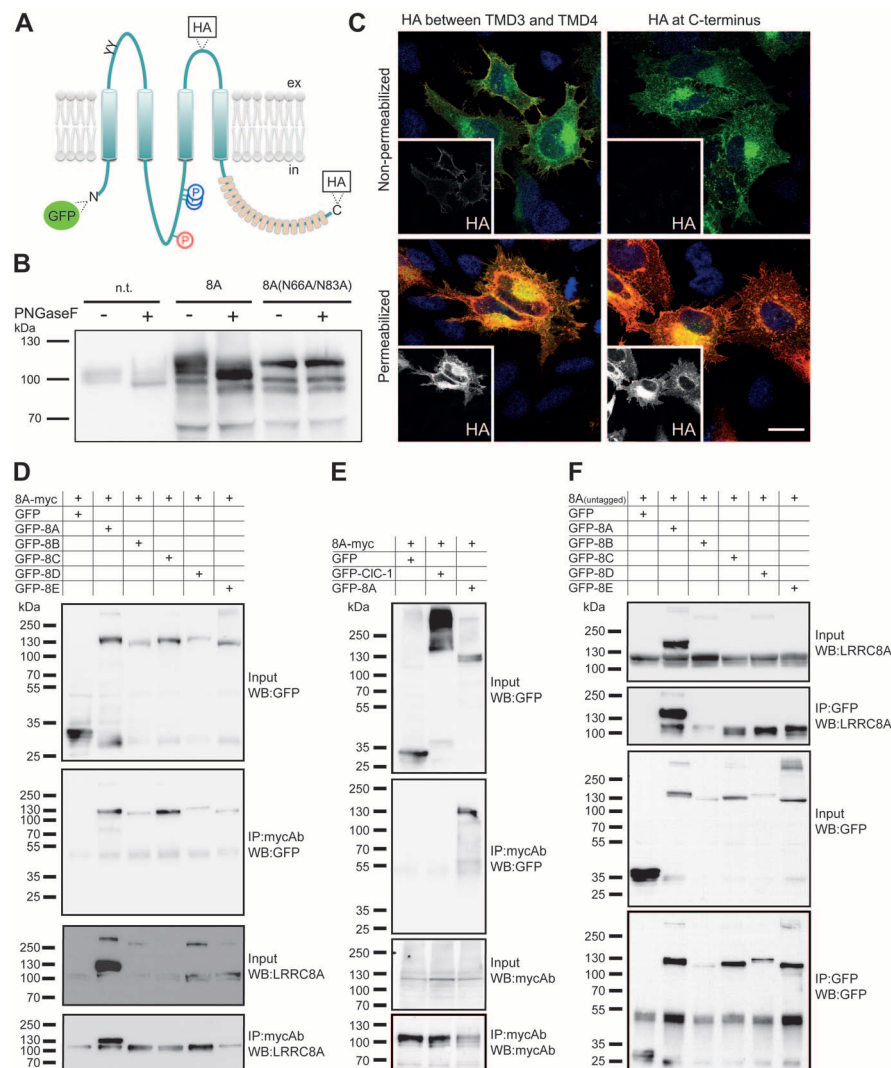 A
HA
YY
ex
in
N
GFP
P
P
HA
C
B
n.t. 8A 8A(N66A/N83A)
PNGaseF - + - + - +
kDa
130
100
70
C
HA between TMD3 and TMD4 HA at C-terminus
Non-permeabilized
HA HA
Permeabilized
HA HA
D
8A-myc + + + + + +
GFP +
GFP-8A +
GFP-8B +
GFP-8C +
GFP-8D +
GFP-8E +
kDa
250
130
100
70
55
35
25
Input
WB:GFP
250
130
100
70
55
35
25
IP:mycAb
WB:GFP
250
130
100
70
Input
WB:LRRC8A
250
130
100
70
IP:mycAb
WB:LRRC8A
E
8A-myc + + +
GFP +
GFP-ClC-1 +
GFP-8A +
kDa
250
130
100
70
55
35
25
Input
WB:GFP
250
130
100
70
55
35
25
IP:mycAb
WB:GFP
250
130
100
70
Input
WB:mycAb
130
100
70
IP:mycAb
WB:mycAb
F
8A(untagged) + + + + + +
GFP +
GFP-8A +
GFP-8B +
GFP-8C +
GFP-8D +
GFP-8E +
kDa
250
130
100
Input
WB:LRRC8A
250
130
100
IP:GFP
WB:LRRC8A
250
130
100
70
55
35
25
Input
WB:GFP
250
130
100
70
55
35
25
IP:GFP
WB:GFP